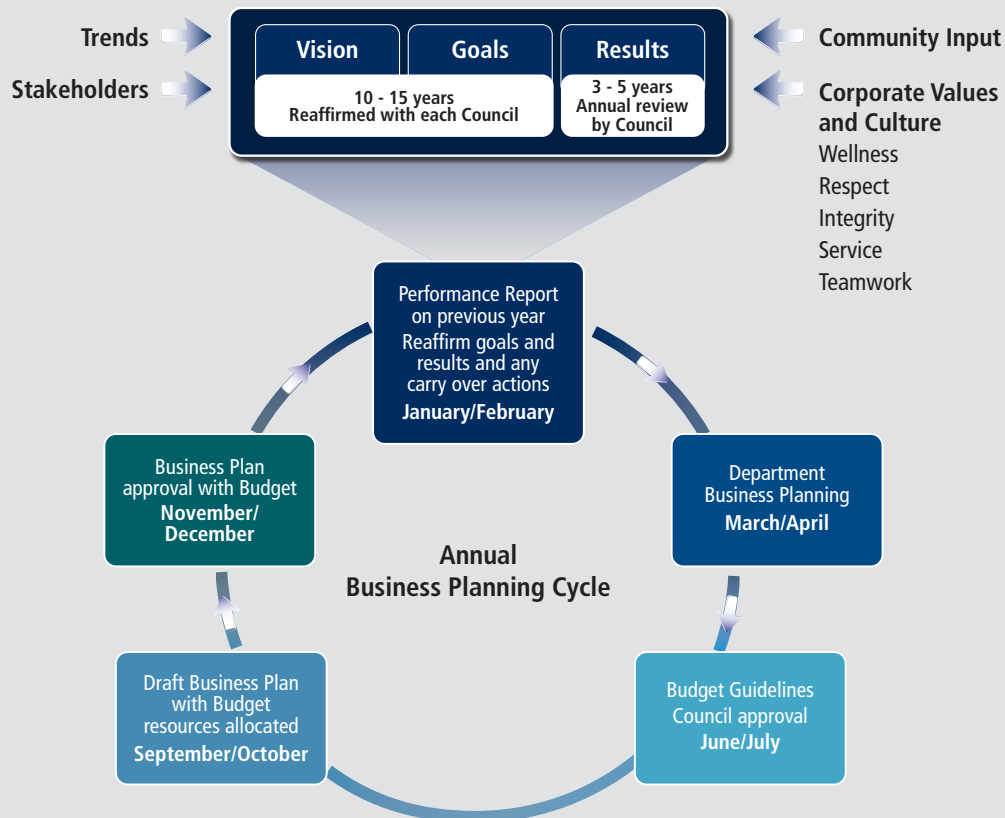 Trends
Stakeholders
Vision
Goals
Results
10 - 15 years
Reaffirmed with each Council
3 - 5 years
Annual review
by Council
Community Input
Corporate Values
and Culture
Wellness
Respect
Integrity
Service
Teamwork
Performance Report
on previous year
Reaffirm goals and
results and any
carry over actions
January/February
Department
Business Planning
March/April
Budget Guidelines
Council approval
June/July
Draft Business Plan
with Budget
resources allocated
September/October
Business Plan
approval with Budget
November/
December
Annual
Business Planning Cycle